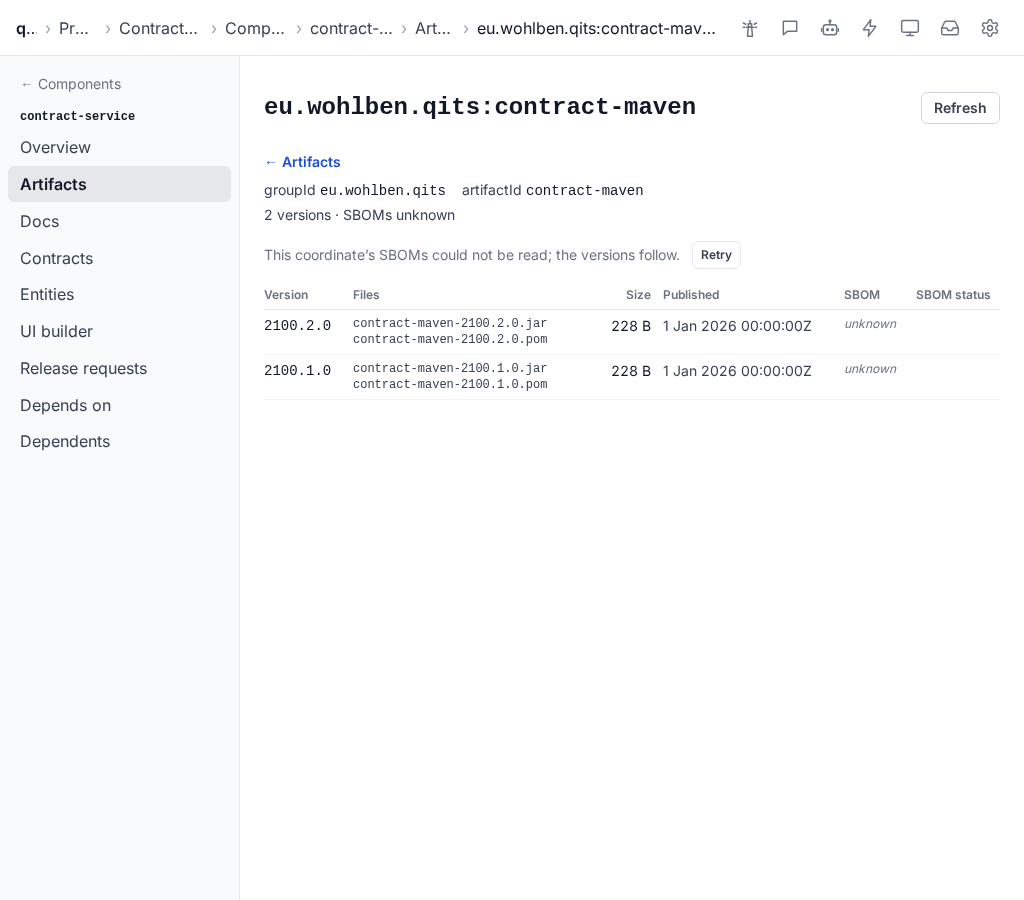 q... › Pr... › Contract... › Comp... › contract-... › Art... › eu.wohlben.qits:contract-mav...
← Components
contract-service
Overview
Artifacts
Docs
Contracts
Entities
UI builder
Release requests
Depends on
Dependents
eu.wohlben.qits:contract-maven
Refresh
← Artifacts
groupId eu.wohlben.qits artifactId contract-maven
2 versions · SBOMs unknown
This coordinate’s SBOMs could not be read; the versions follow. Retry
Version Files Size Published SBOM SBOM status
2100.2.0 contract-maven-2100.2.0.jar 228 B 1 Jan 2026 00:00:00Z unknown
contract-maven-2100.2.0.pom
2100.1.0 contract-maven-2100.1.0.jar 228 B 1 Jan 2026 00:00:00Z unknown
contract-maven-2100.1.0.pom